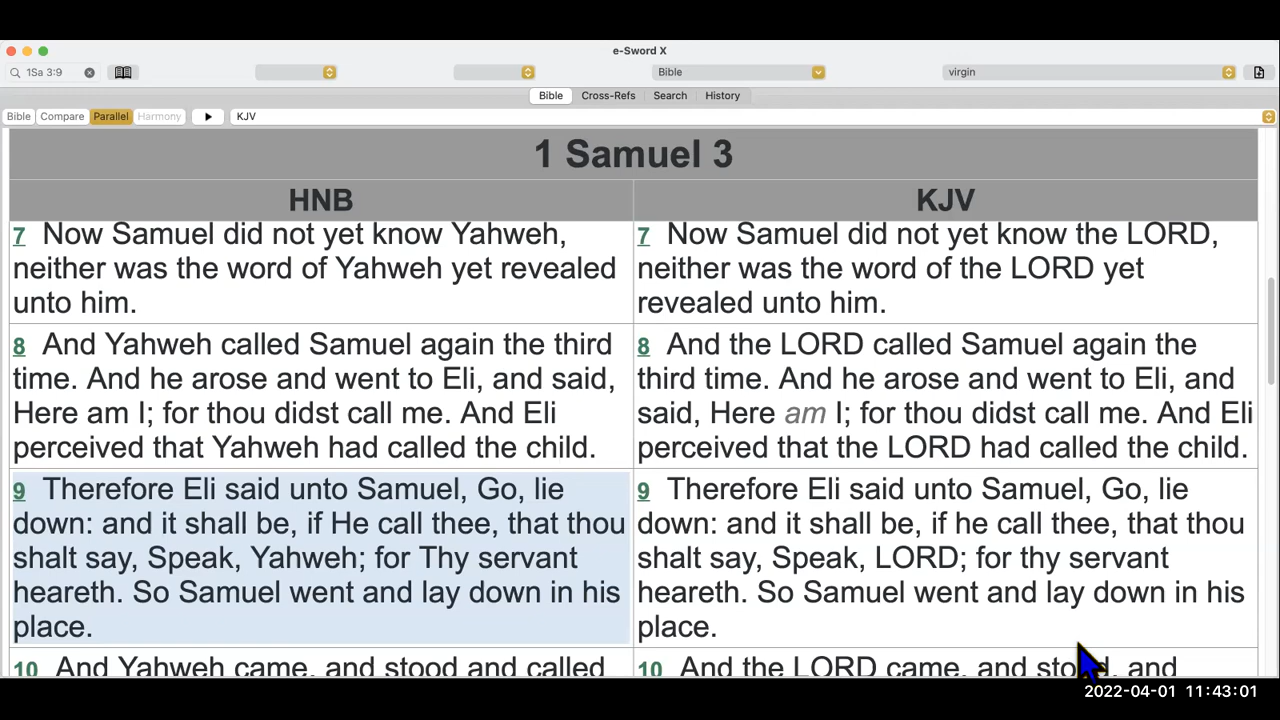 e-Sword X
1Sa 3:9
Bible
virgin
Bible Cross-Refs Search History
Bible Compare Parallel Harmony
KJV
1 Samuel 3
HNB
KJV
7 Now Samuel did not yet know Yahweh,
neither was the word of Yahweh yet revealed
unto him.
7 Now Samuel did not yet know the LORD,
neither was the word of the LORD yet
revealed unto him.
8 And Yahweh called Samuel again the third
time. And he arose and went to Eli, and said,
Here am I; for thou didst call me. And Eli
perceived that Yahweh had called the child.
8 And the LORD called Samuel again the
third time. And he arose and went to Eli, and
said, Here am I; for thou didst call me. And Eli
perceived that the LORD had called the child.
9 Therefore Eli said unto Samuel, Go, lie
down: and it shall be, if He call thee, that thou
shalt say, Speak, Yahweh; for Thy servant
heareth. So Samuel went and lay down in his
place.
9 Therefore Eli said unto Samuel, Go, lie
down: and it shall be, if he call thee, that thou
shalt say, Speak, LORD; for thy servant
heareth. So Samuel went and lay down in his
place.
10 And Yahweh came, and stood and called
10 And the LORD came, and stood, and
2022-04-01 11:43:01